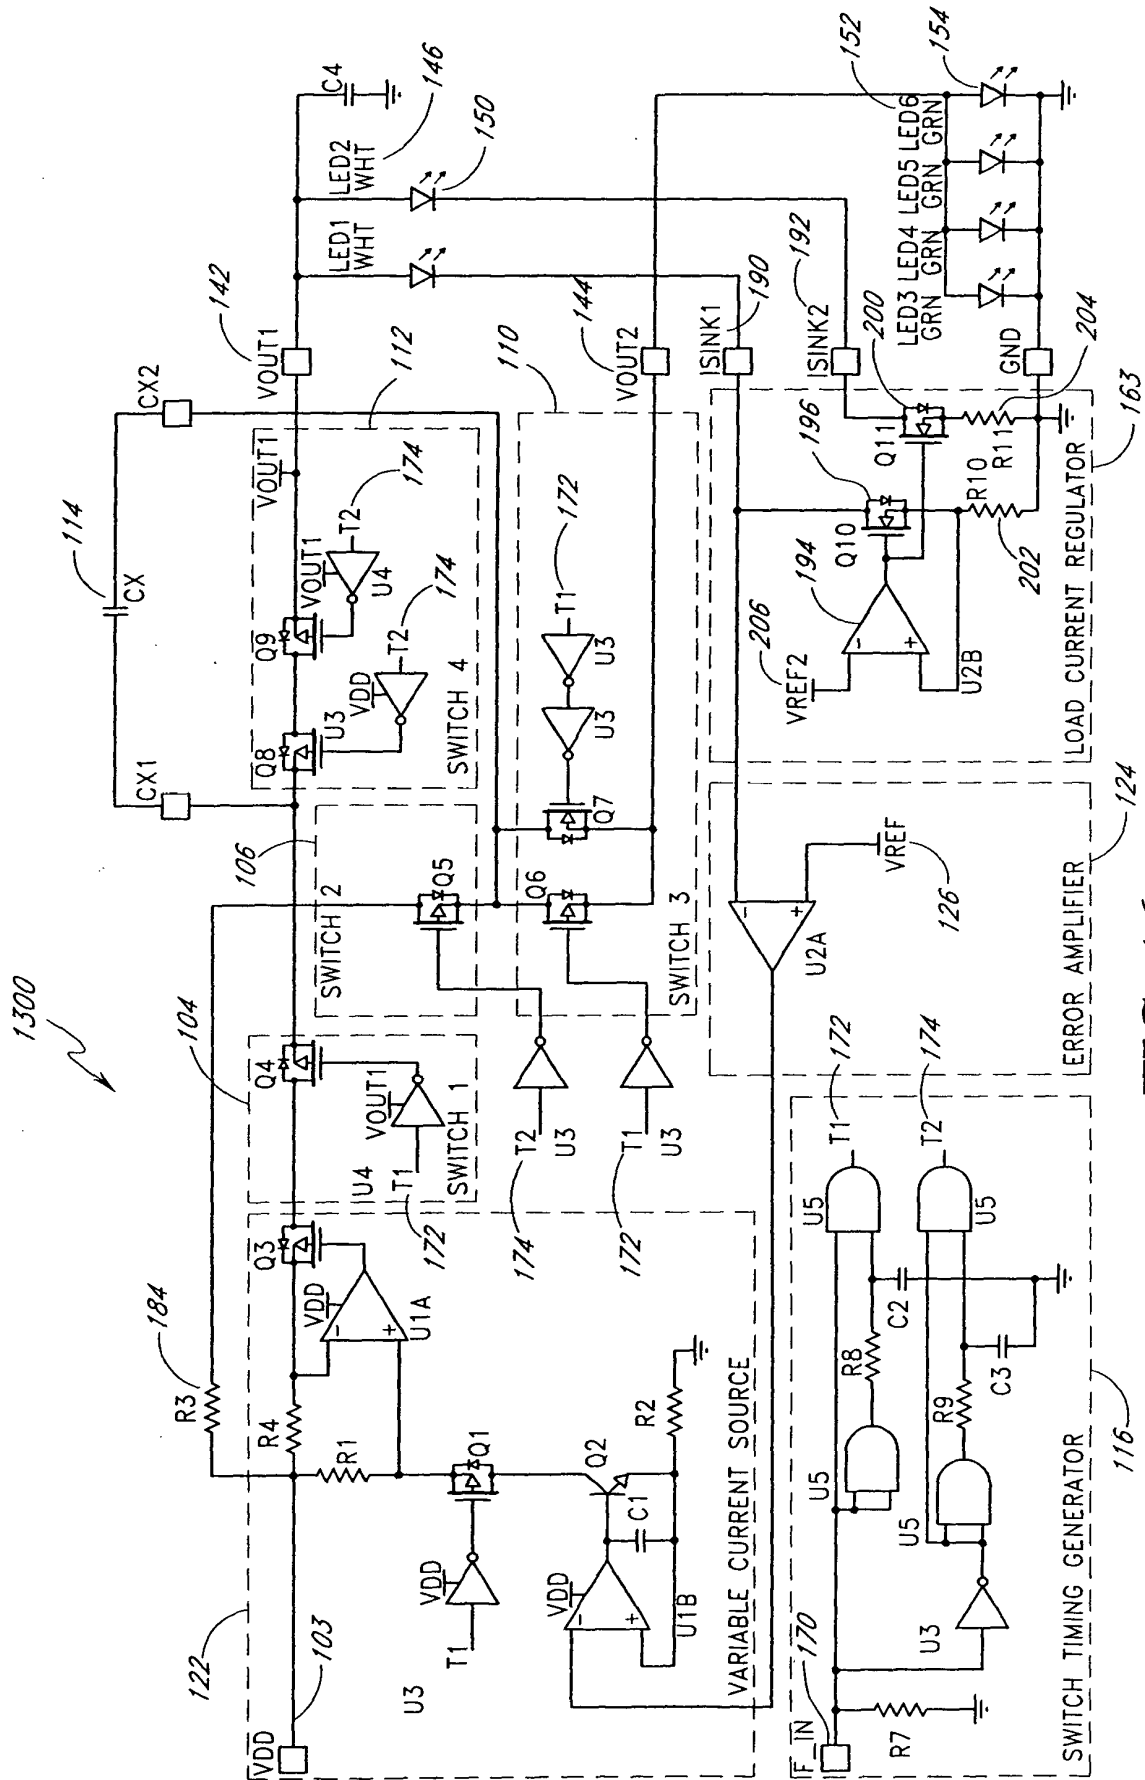 1300
VDD
103
122
R3
184
R4
R1
VDD
U1A
Q3
T1
U3
VDD
Q1
Q2
VDD
C1
U1B
R2
VARIABLE CURRENT SOURCE
104
Q4
VOUT1
U4
T1
172
SWITCH 1
106
SWITCH 2
Q5
T2
U3
174
T1
U3
172
CX1
114
CX
CX2
Q8
U3
VDD
T2
174
Q9
VOUT1
U4
T2
174
VOUT1
SWITCH 4
112
Q6
Q7
U3
U3
T1
172
SWITCH 3
110
VOUT1
142
LED1
WHT
LED2
WHT
146
150
C4
144
VOUT2
ISINK1
190
ISINK2
192
GND
204
LED3
GRN
LED4
GRN
LED5
GRN
LED6
GRN
152
154
F_IN
170
R7
U3
U5
U5
R8
R9
C2
C3
U5
T1
172
U5
T2
174
SWITCH TIMING GENERATOR
116
U2A
VREF
126
ERROR AMPLIFIER
124
VREF2
206
U2B
194
Q10
196
Q11
200
R10
202
R11
LOAD CURRENT REGULATOR
163